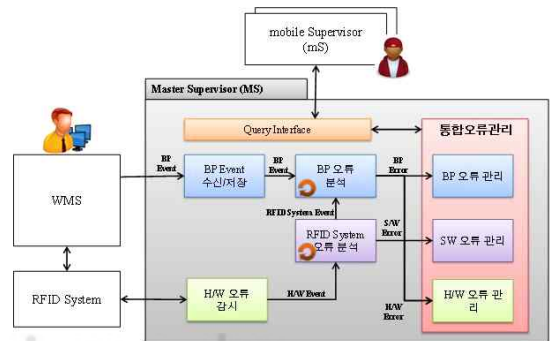 mobile Supervisor
(mS)
Master Supervisor (MS)
Query Interface
통합오류관리
WMS
BP
Event
BP Event
수신/저장
BP
Event
BP 오류
분석
BP
Error
BP 오류 관리
RFID System Event
RFID System
오류 분석
S/W
Error
SW 오류 관리
RFID System
H/W 오류
감시
H/W Event
H/W
Error
H/W 오류 관
리